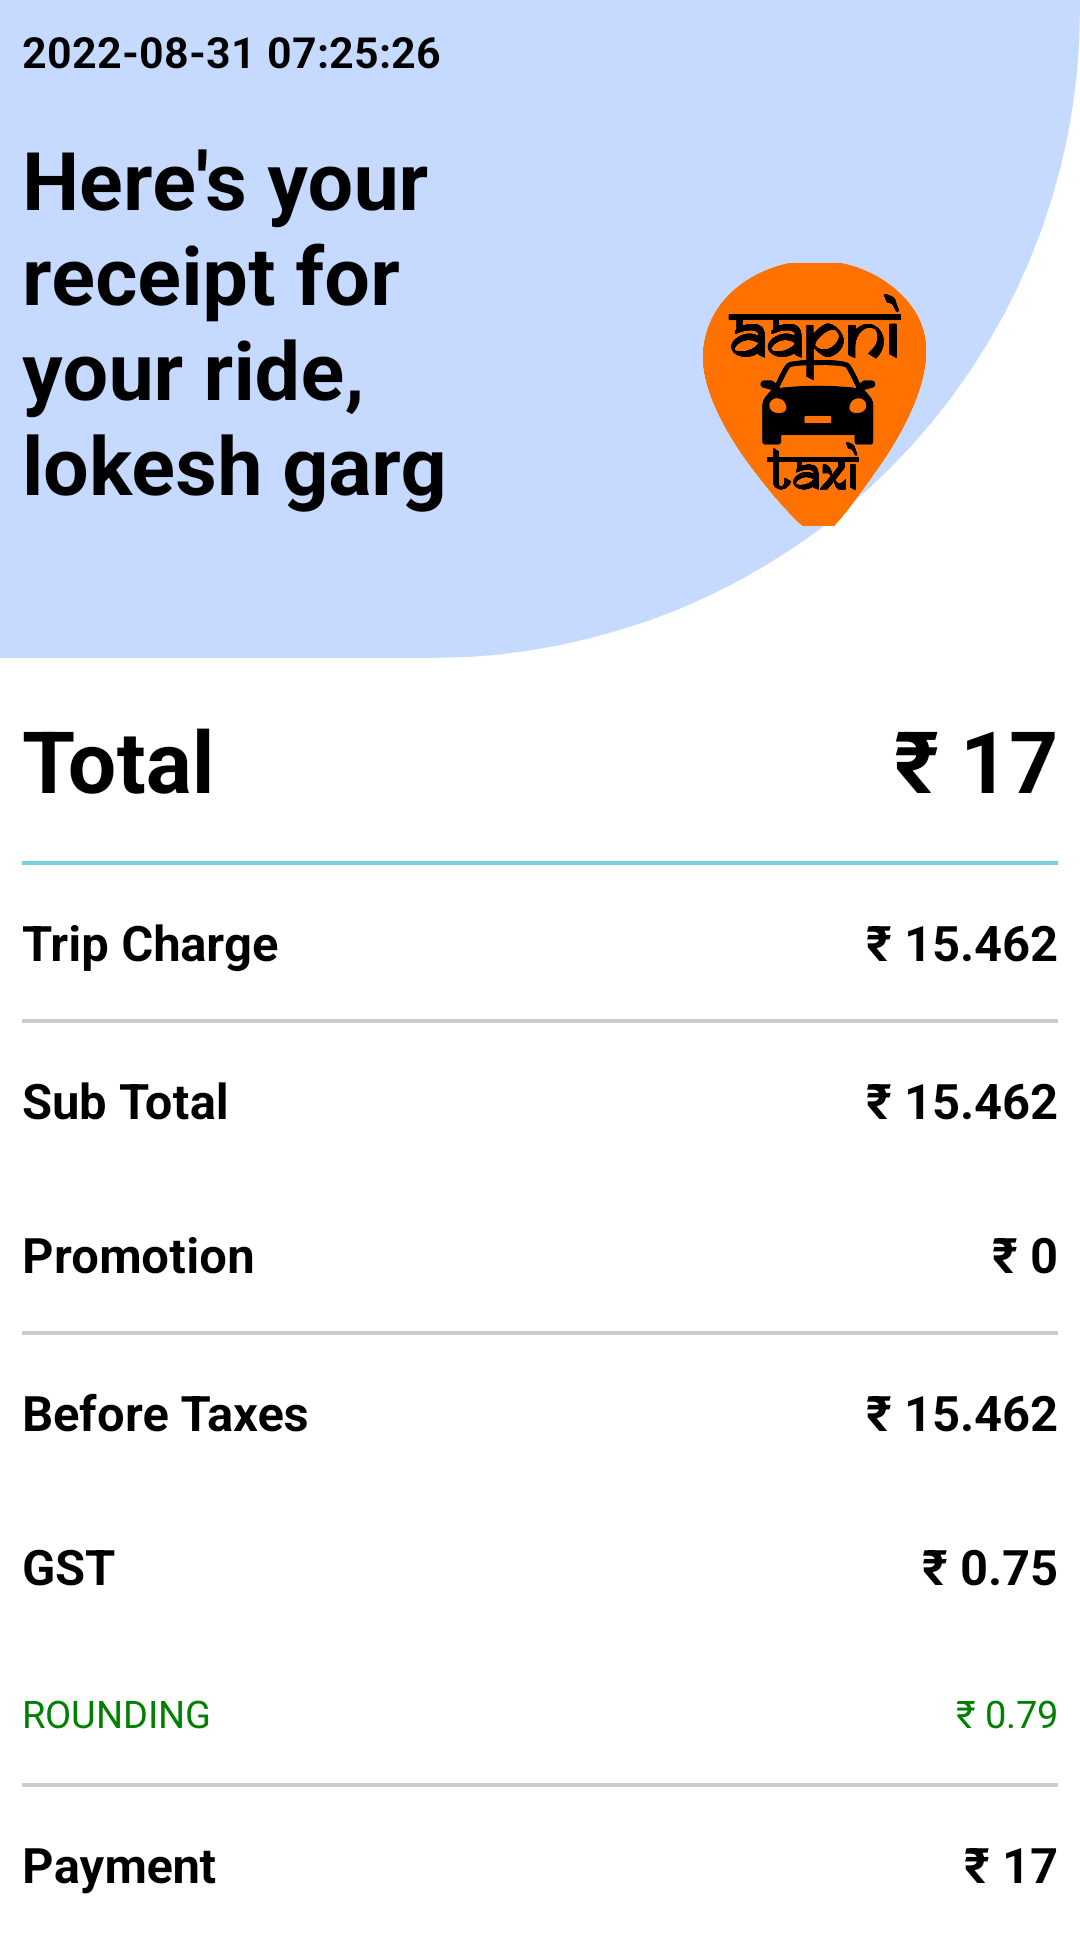 2022-08-31 07:25:26
Here's your
receipt for
your ride,
lokesh garg
aapni
taxi
Total ₹ 17
Trip Charge ₹ 15.462
Sub Total ₹ 15.462
Promotion ₹ 0
Before Taxes ₹ 15.462
GST ₹ 0.75
ROUNDING ₹ 0.79
Payment ₹ 17